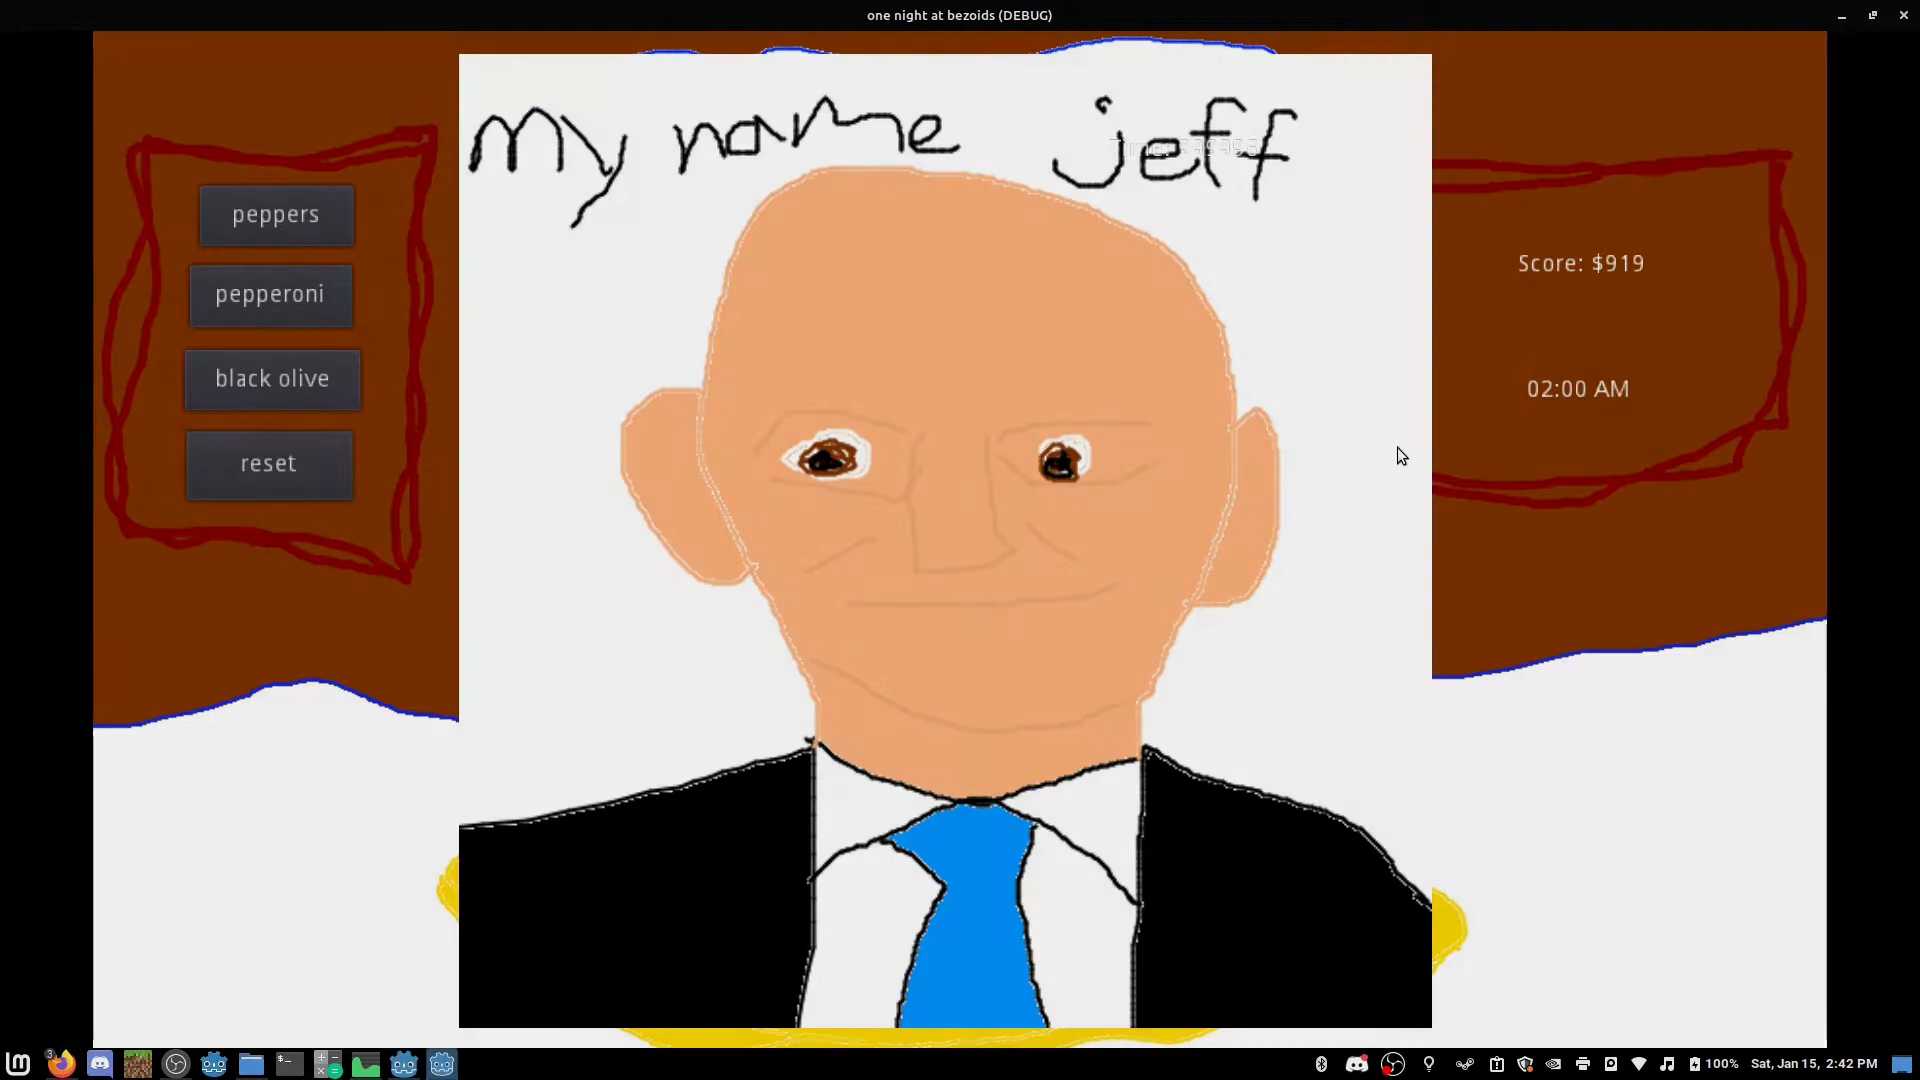 one night at bezoids (DEBUG)
my name jeff
peppers
pepperoni
black olive
reset
Score: $919
02:00 AM
3
100%
Sat, Jan 15, 2:42 PM